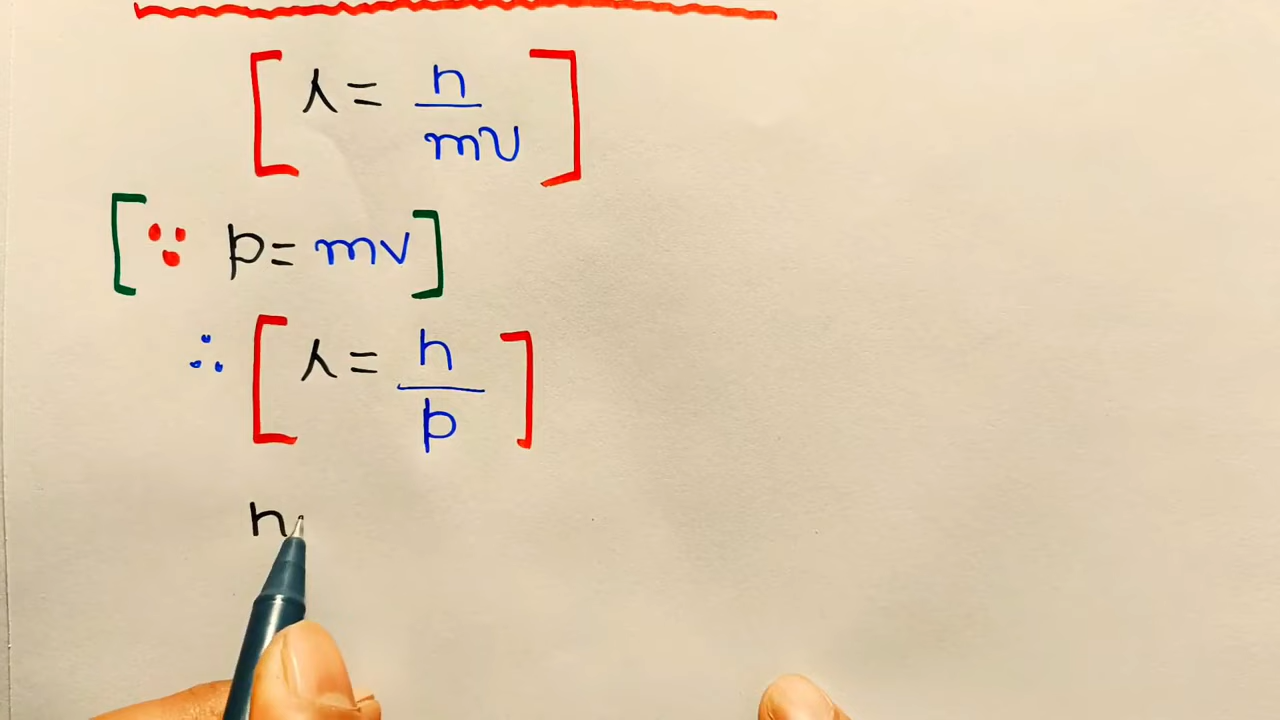 [ λ = h/mv ]
[ ∵ p = mv ]
∴ [ λ = h/p ]
h